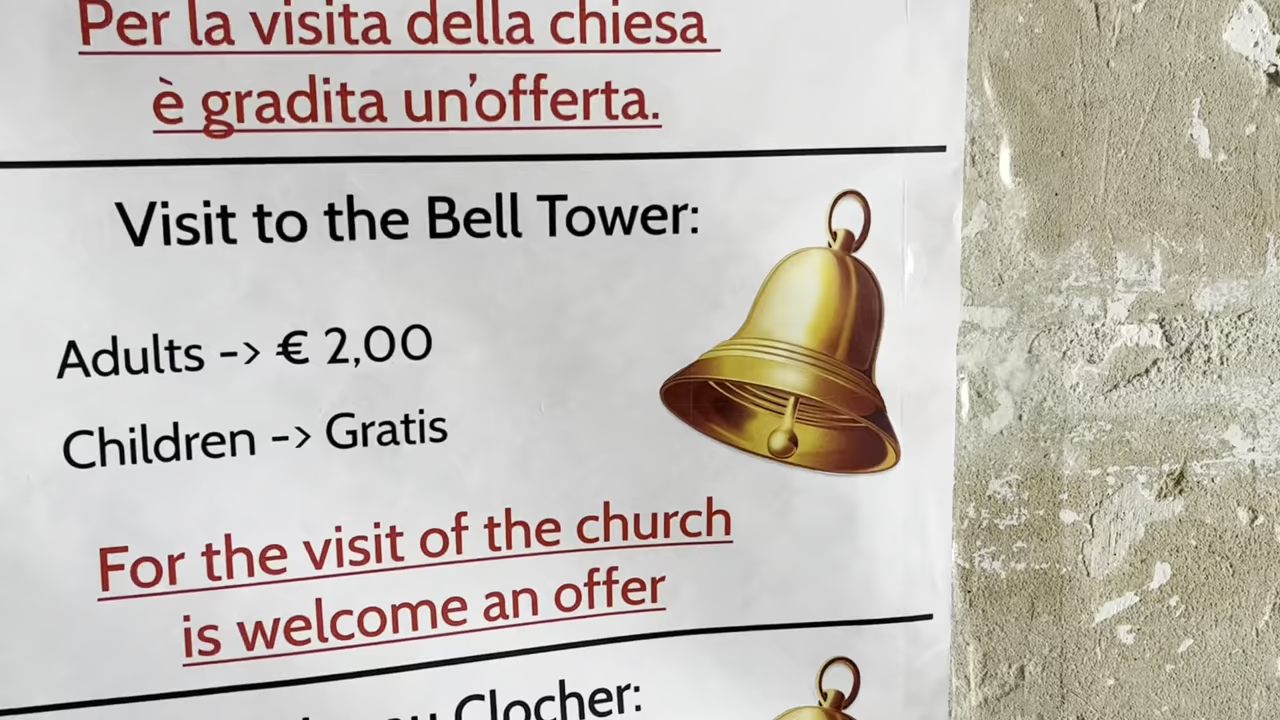 Per la visita della chiesa
è gradita un'offerta.
Visit to the Bell Tower:
Adults -> € 2,00
Children -> Gratis
For the visit of the church
is welcome an offer
au Clocher: